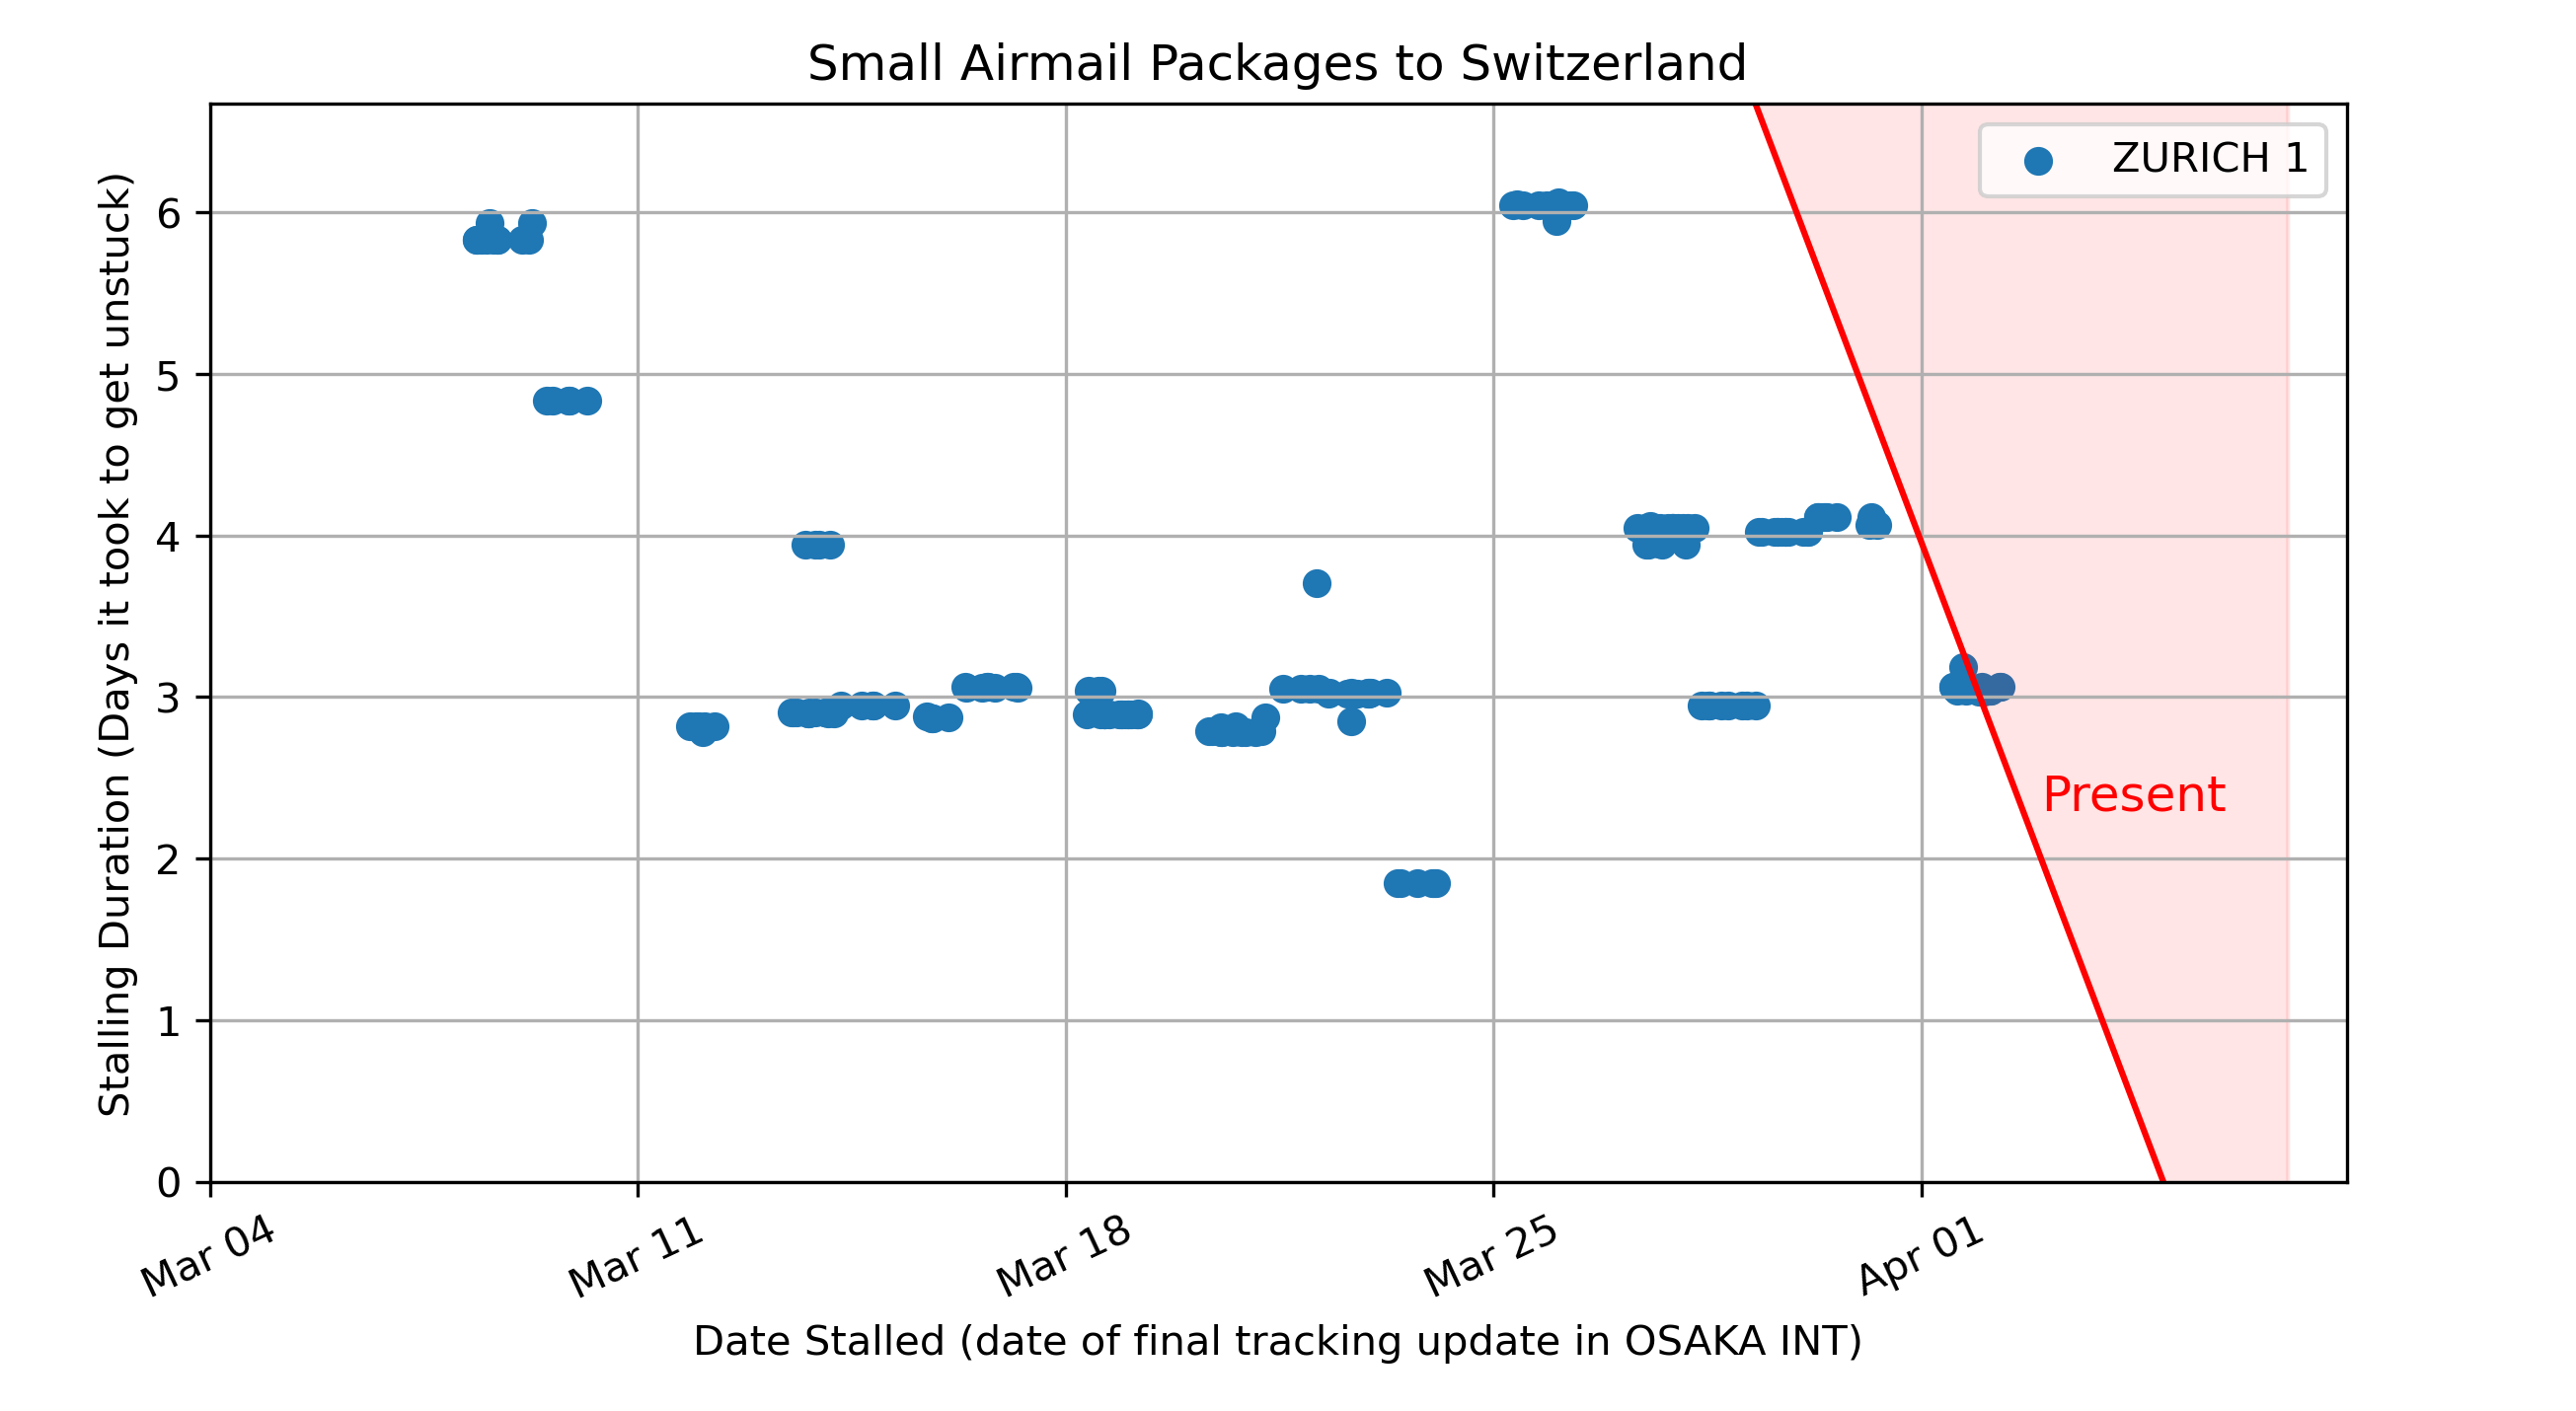 Small Airmail Packages to Switzerland
ZURICH 1
Stalling Duration (Days it took to get unstuck)
6
5
4
3
2
1
0
Present
Mar 04
Mar 11
Mar 18
Mar 25
Apr 01
Date Stalled (date of final tracking update in OSAKA INT)